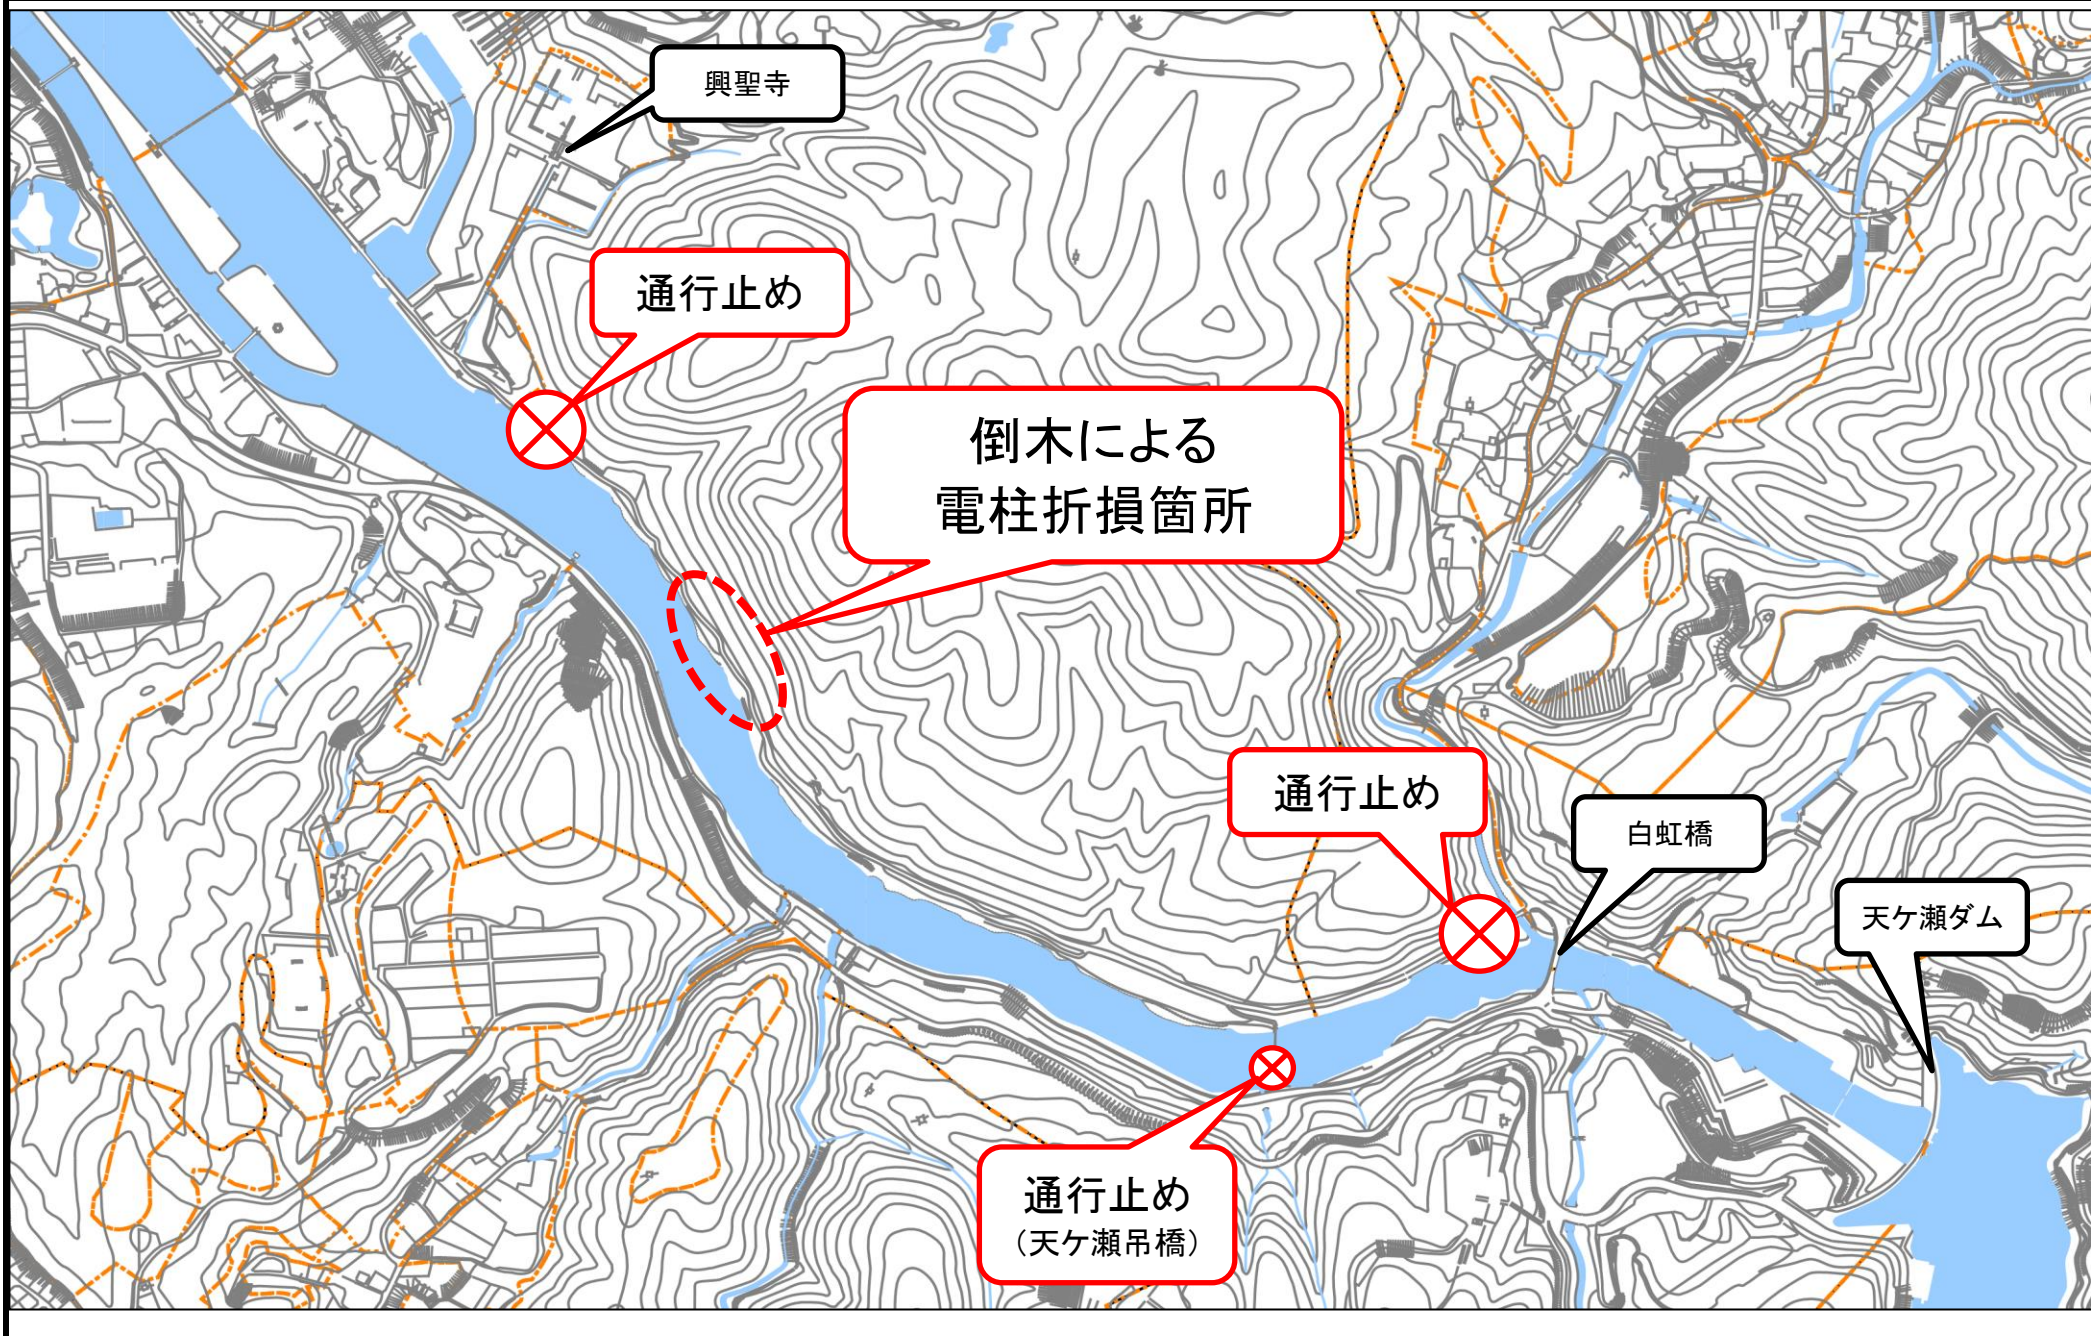 興聖寺
通行止め
倒木による
電柱折損箇所
通行止め
白虹橋
天ケ瀬ダム
通行止め
(天ケ瀬吊橋)